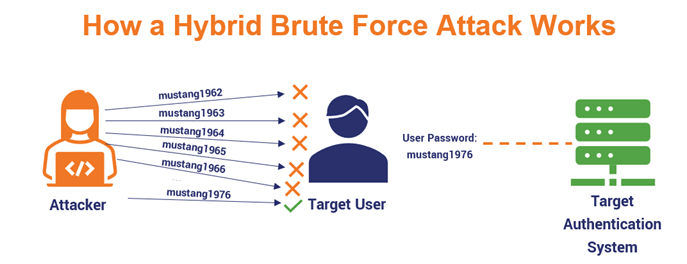 How a Hybrid Brute Force Attack Works
mustang1962
mustang1963
mustang1964
mustang1965
mustang1966
...
mustang1976
</>
Attacker
Target User
User Password:
mustang1976
Target
Authentication
System